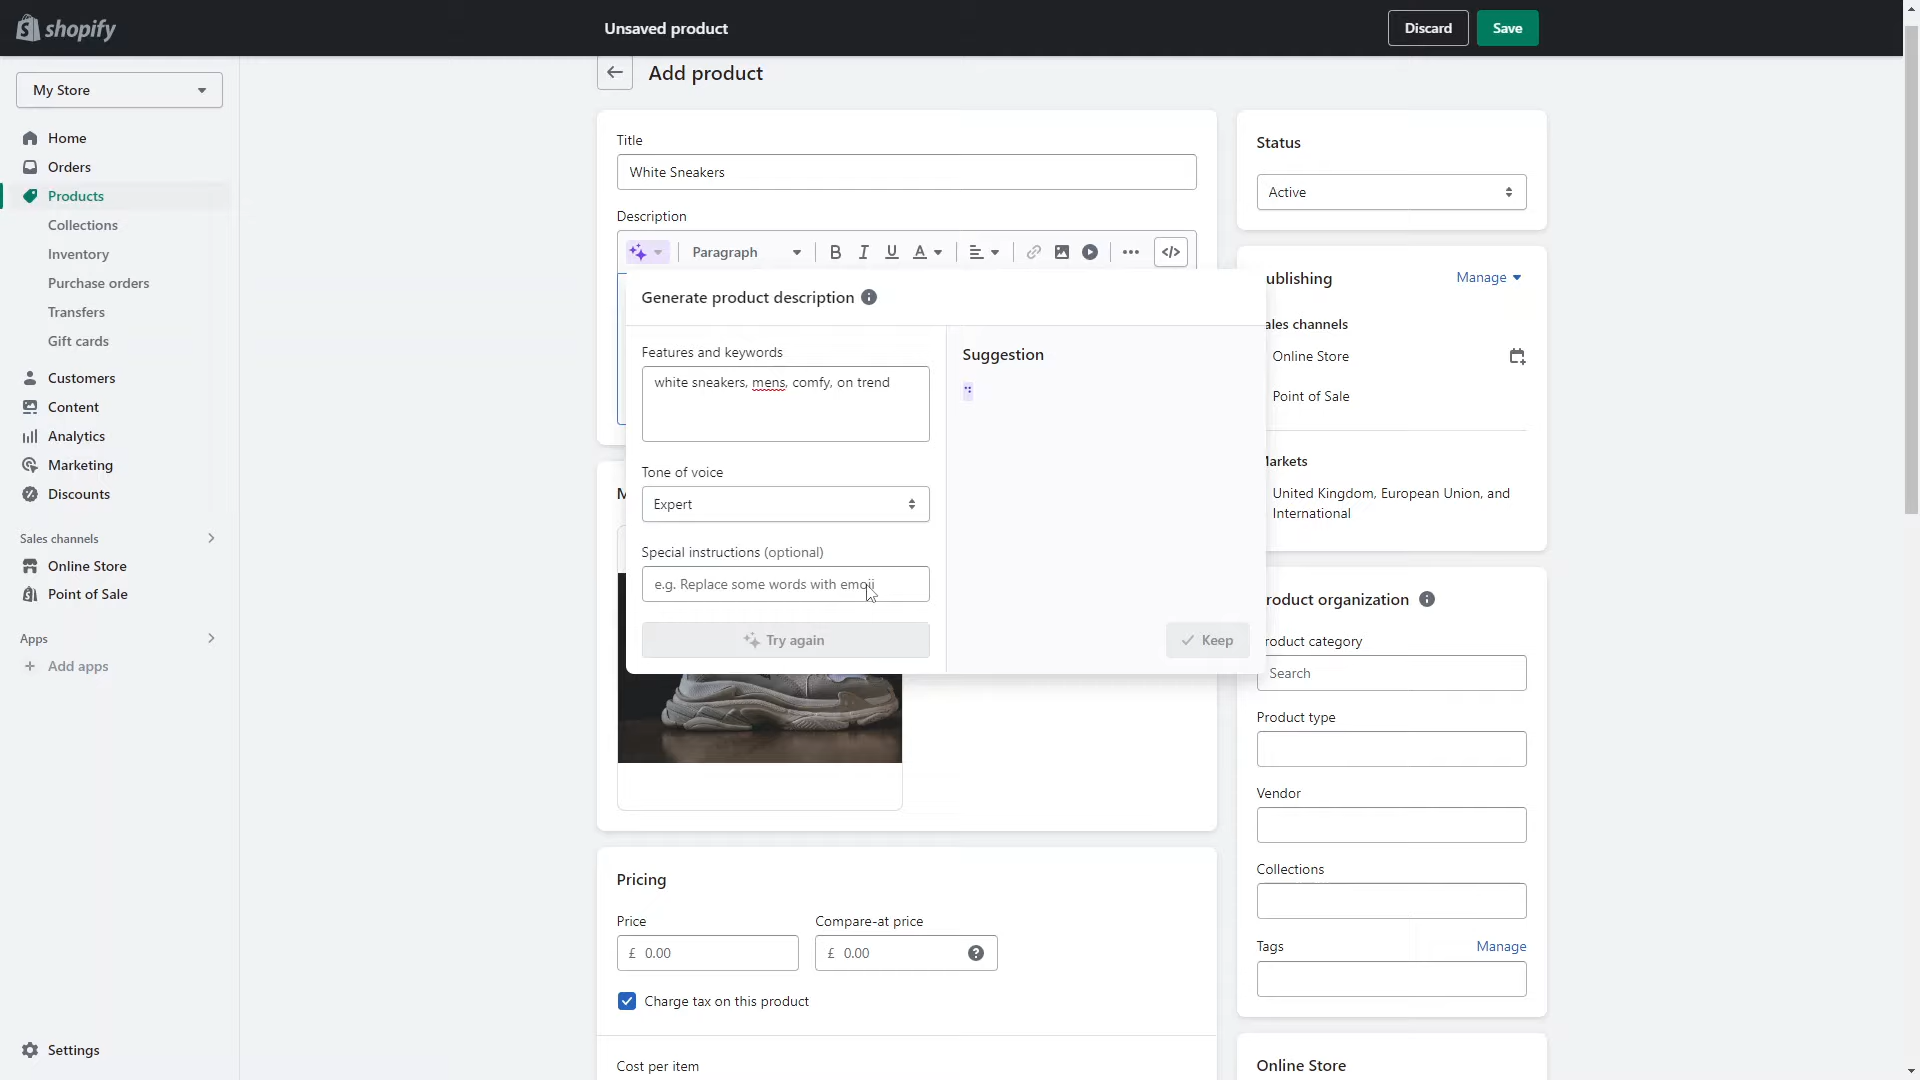 shopify
Unsaved product
Discard
Save
My Store
Home
Orders
Products
Collections
Inventory
Purchase orders
Transfers
Gift cards
Customers
Content
Analytics
Marketing
Discounts
Sales channels
Online Store
Point of Sale
Apps
Add apps
Settings
Add product
Title
White Sneakers
Description
Paragraph
B I U A
</>
Generate product description
Features and keywords
white sneakers, mens, comfy, on trend
Tone of voice
Expert
Special instructions (optional)
e.g. Replace some words with emoji
Try again
Suggestion
Keep
M
Pricing
Price
£ 0.00
Compare-at price
£ 0.00
Charge tax on this product
Cost per item
Status
Active
ublishing
Manage
ales channels
Online Store
Point of Sale
Markets
United Kingdom, European Union, and
International
roduct organization
roduct category
Search
Product type
Vendor
Collections
Tags
Manage
Online Store